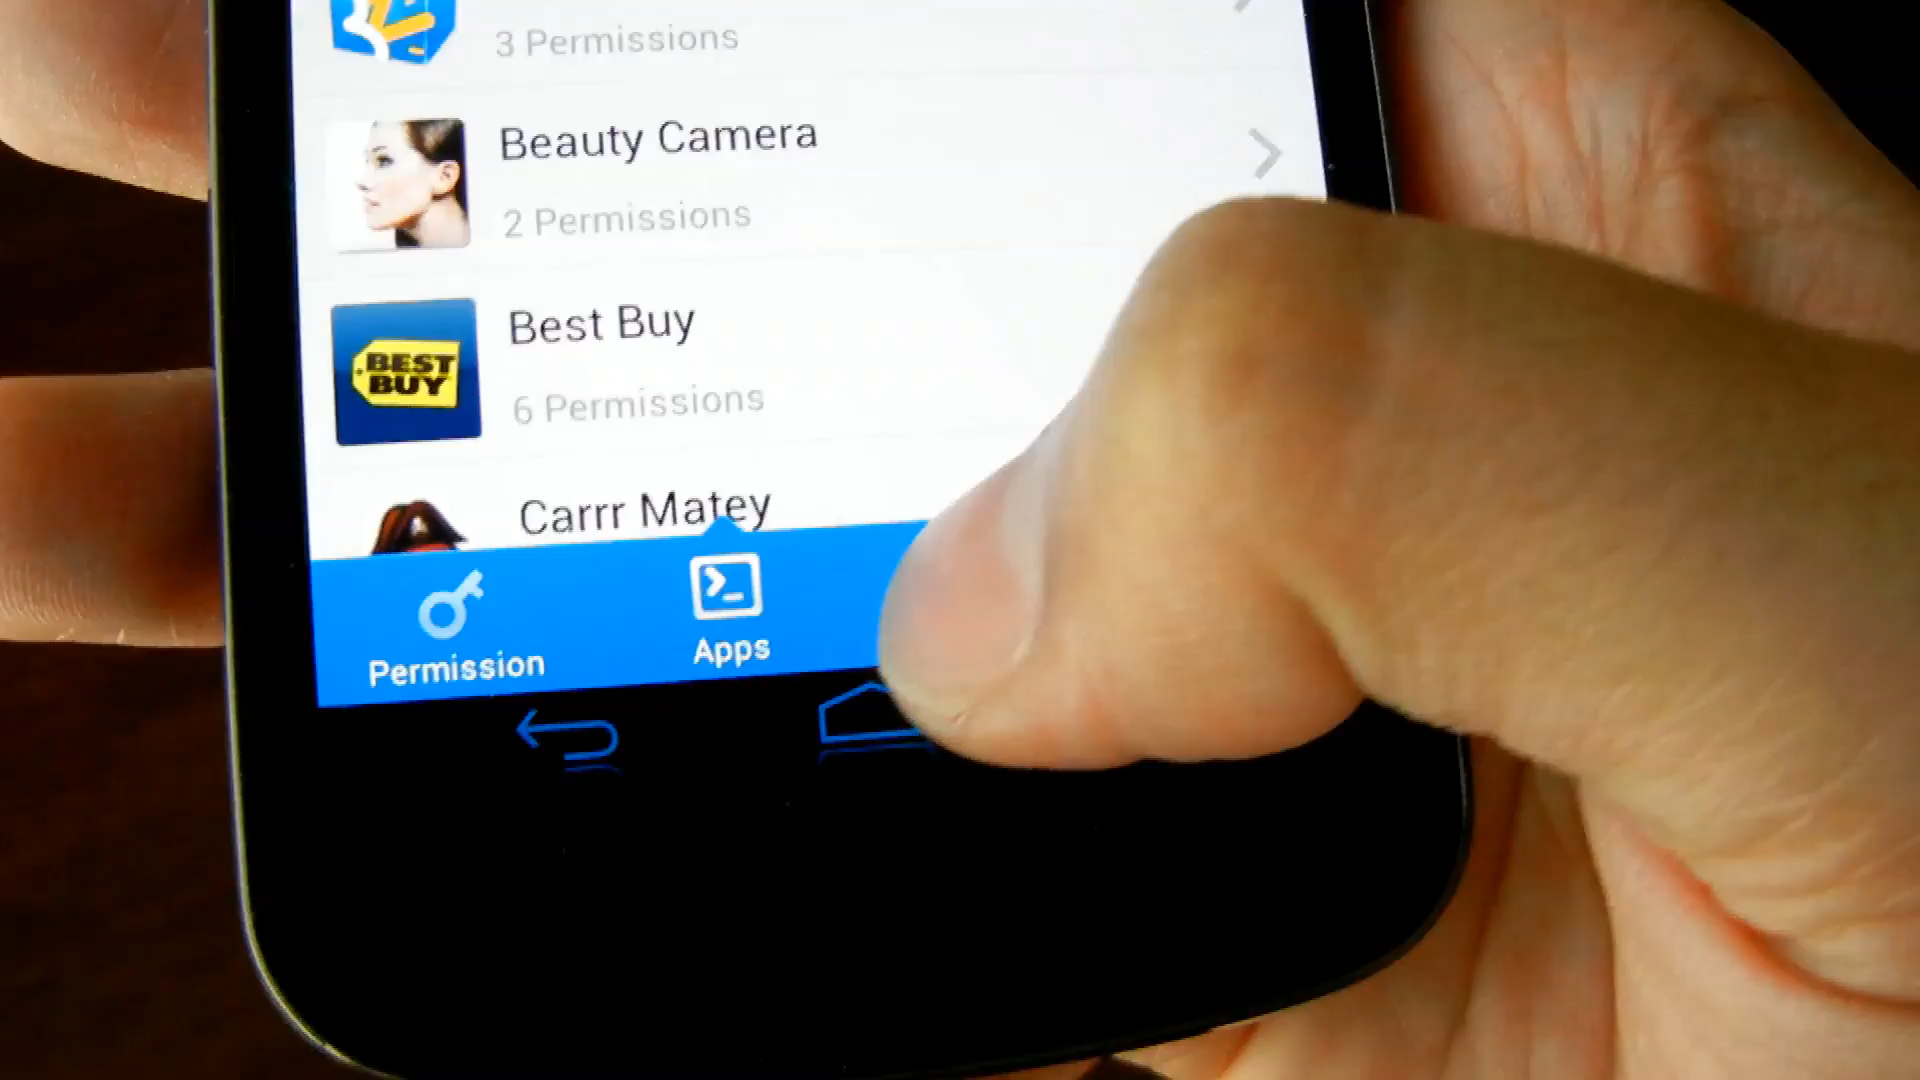 3 Permissions
Beauty Camera
2 Permissions
Best Buy
BEST
BUY
6 Permissions
Carrr Matey
Permission
Apps